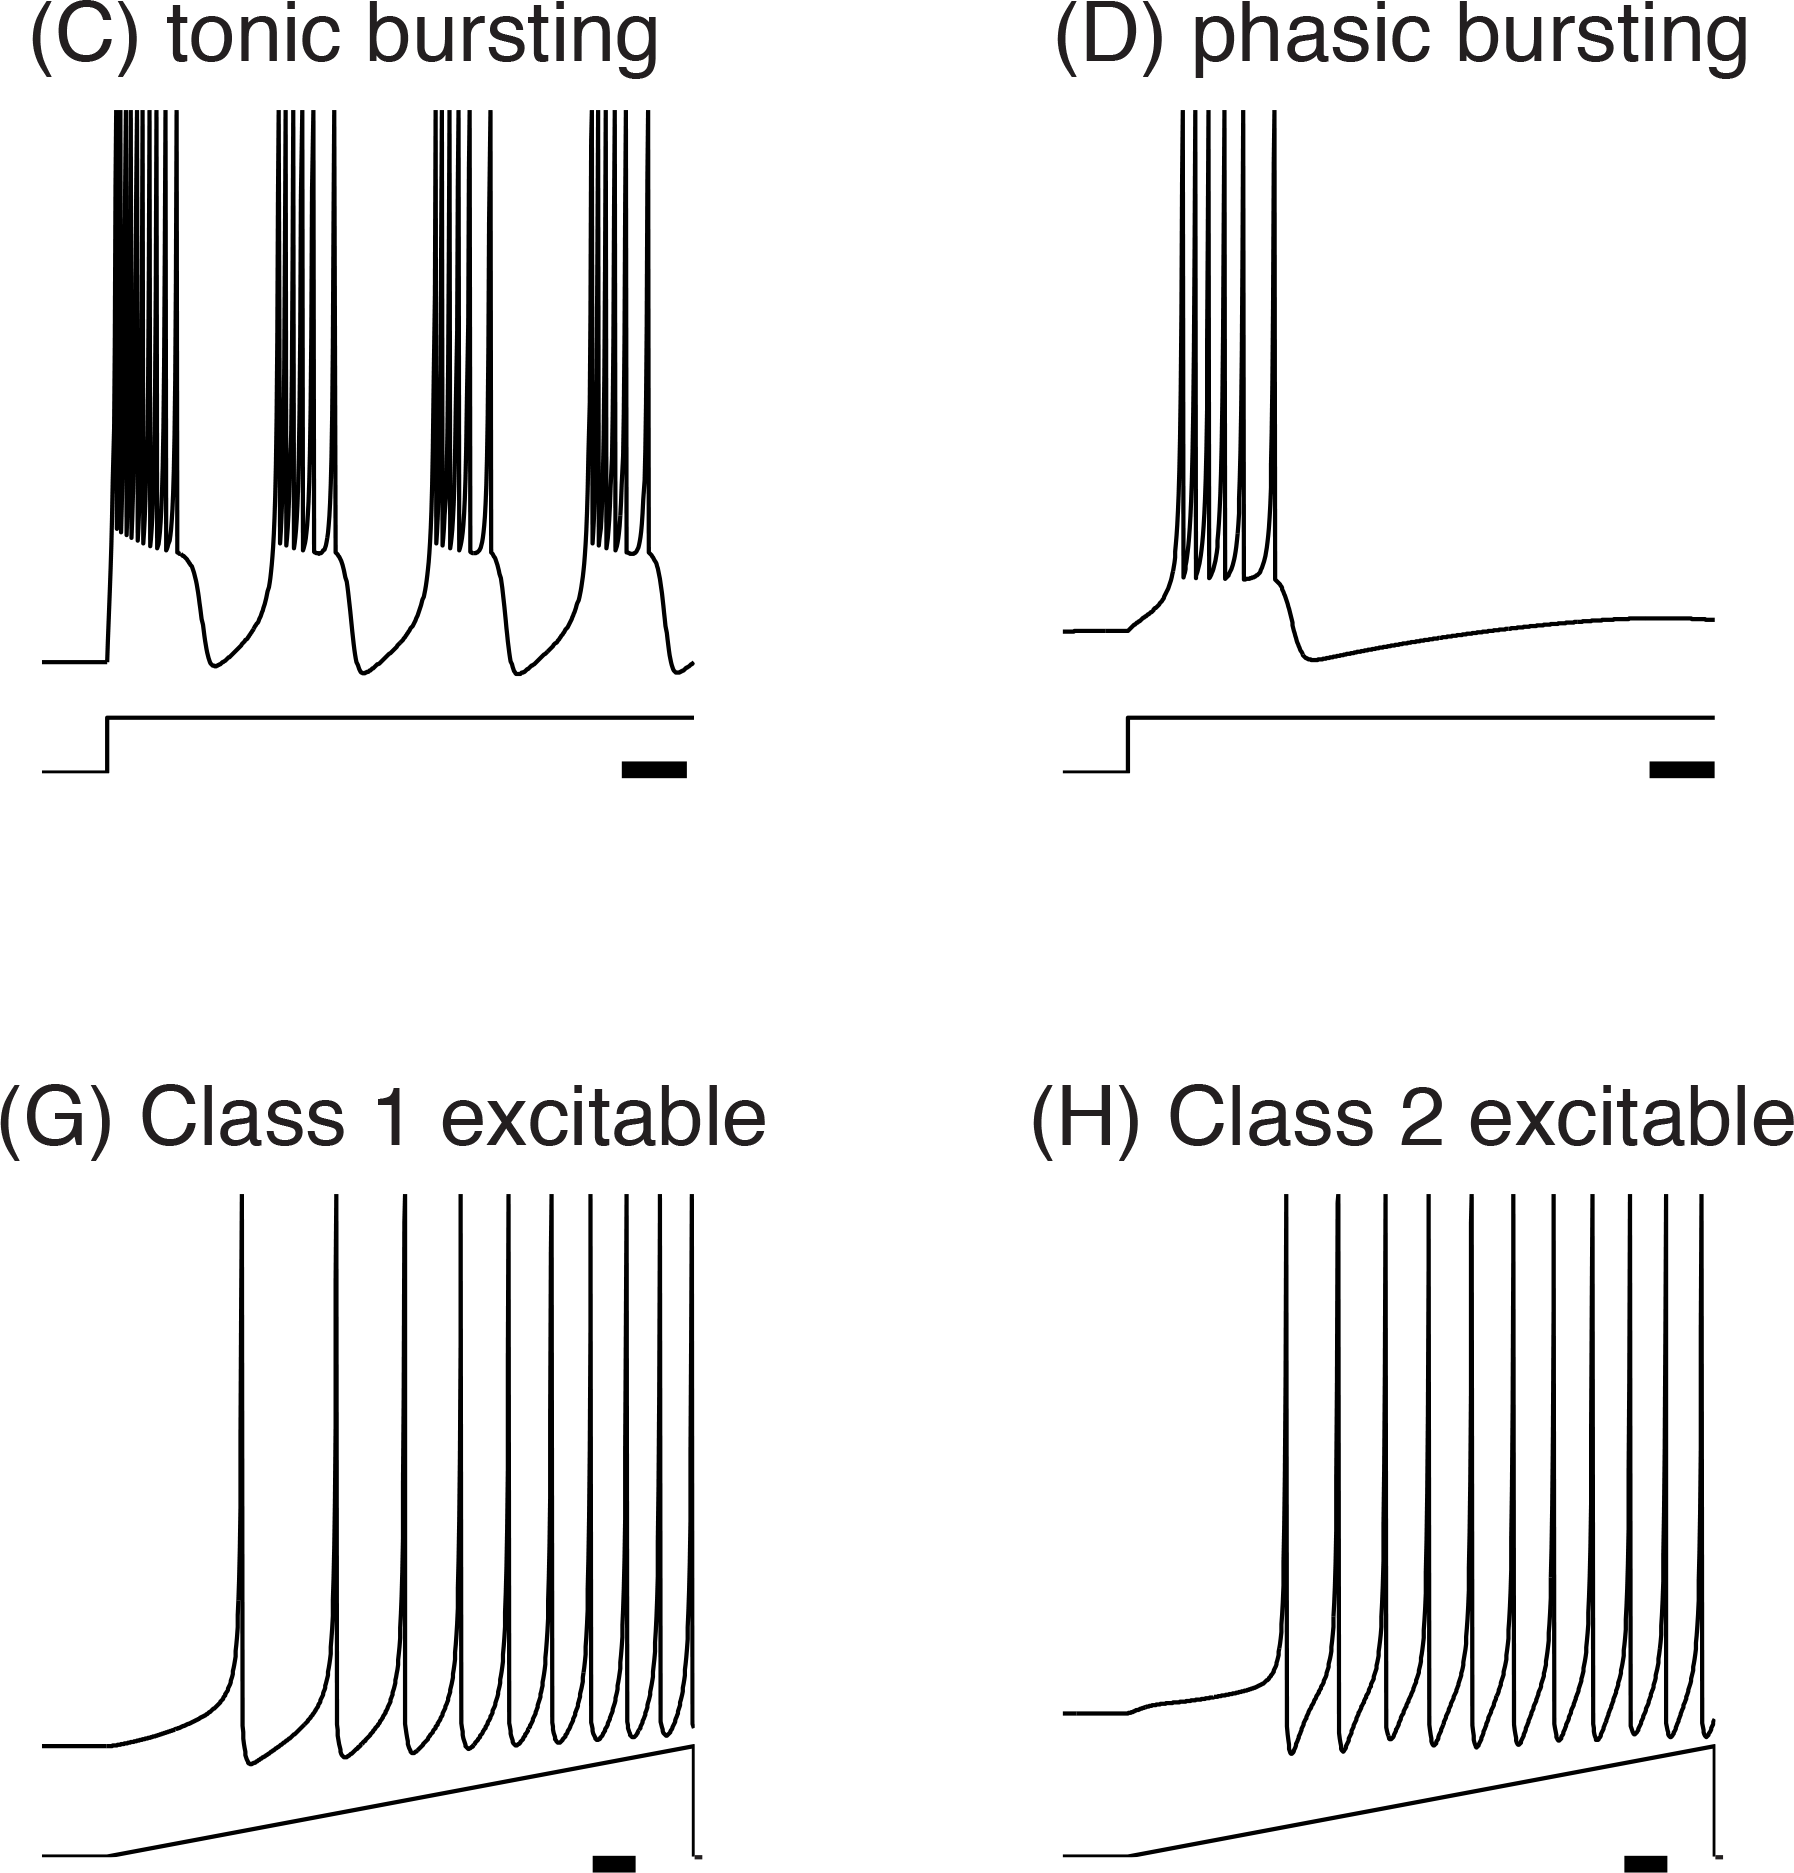 (C) tonic bursting
(D) phasic bursting
(G) Class 1 excitable
(H) Class 2 excitable